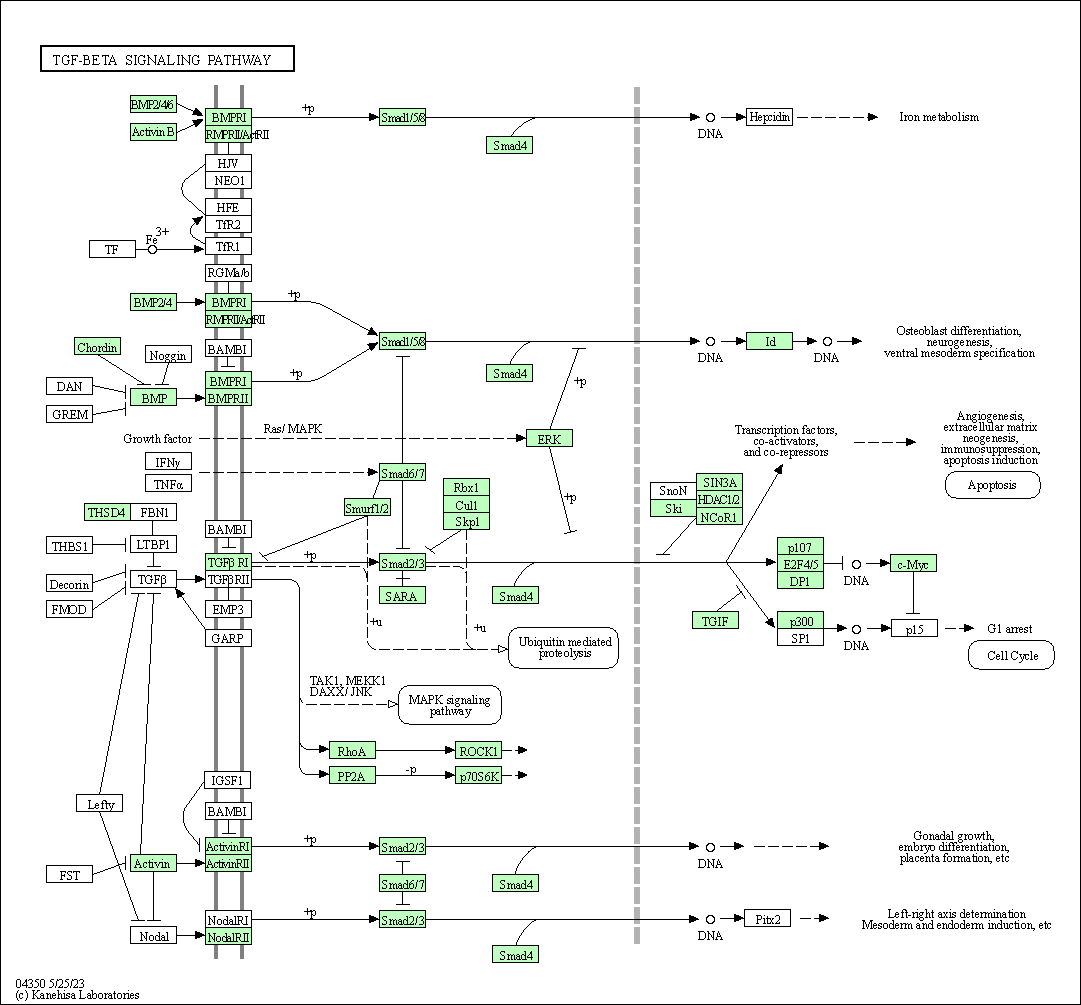 TGF-BETA SIGNALING PATHWAY
BMP2/4/6
Activin B
BMPRI
BMPRII/ActRII
+p
Smad1/5/8
Smad4
DNA
Hepcidin
Iron metabolism
HJV
NEO1
HFE
TfR2
TfR1
TF
Fe
3+
RGMa/b
BMP2/4
BMPRI
BMPRII/ActRII
+p
Smad1/5/8
Smad4
DNA
Id
DNA
Osteoblast differentiation,
neurogenesis,
ventral mesoderm specification
Chordin
Noggin
BAMBI
DAN
GREM
BMP
BMPRI
BMPRII
+p
+p
Growth factor
Ras/ MAPK
ERK
+p
Transcription factors,
co-activators,
and co-repressors
Angiogenesis,
extracellular matrix
neogenesis,
immunosuppression,
apoptosis induction
Apoptosis
IFNγ
TNFα
Smad6/7
Smurf1/2
Rbx1
Cul1
Skp1
SnoN
Ski
SIN3A
HDAC1/2
NCoR1
THSD4
FBN1
THBS1
LTBP1
BAMBI
Decorin
FMOD
TGFβ
TGFβ RI
TGFβRII
EMP3
GARP
+p
Smad2/3
SARA
Smad4
+u
+u
Ubiquitin mediated
proteolysis
p107
E2F4/5
DP1
DNA
c-Myc
TGIF
p300
SP1
DNA
p15
G1 arrest
Cell Cycle
TAK1, MEKK1
DAXX/ JNK
MAPK signaling
pathway
RhoA
ROCK1
PP2A
-p
p70S6K
IGSF1
BAMBI
Lefty
FST
Activin
ActivinRI
ActivinRII
+p
Smad2/3
Smad4
DNA
Gonadal growth,
embryo differentiation,
placenta formation, etc
Smad6/7
Nodal
NodalRI
NodalRII
+p
Smad2/3
Smad4
DNA
Pitx2
Left-right axis determination
Mesoderm and endoderm induction, etc
04350 5/25/23
(c) Kanehisa Laboratories